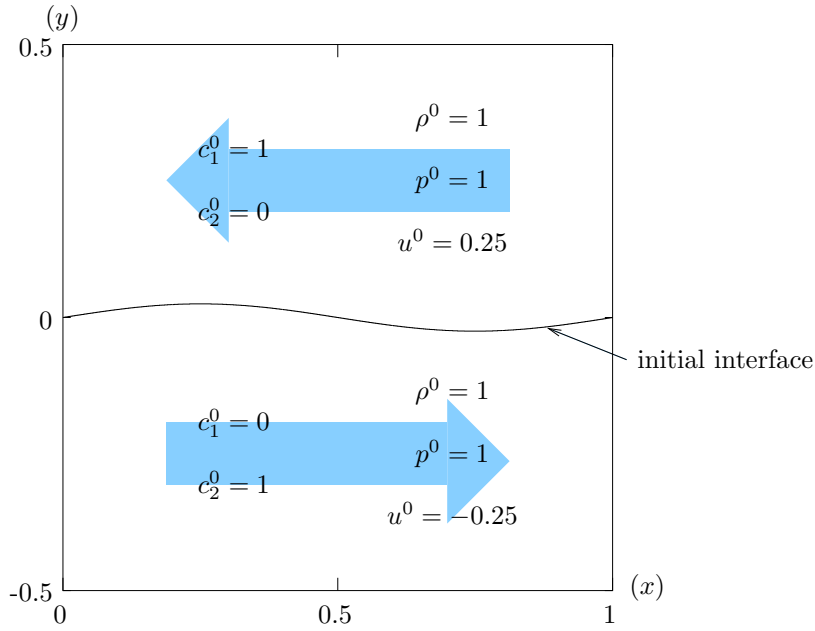 (y)
0.5
ρ⁰ = 1
c₁⁰ = 1
p⁰ = 1
c₂⁰ = 0
u⁰ = 0.25
0
initial interface
ρ⁰ = 1
c₁⁰ = 0
p⁰ = 1
c₂⁰ = 1
u⁰ = −0.25
-0.5
(x)
0
0.5
1